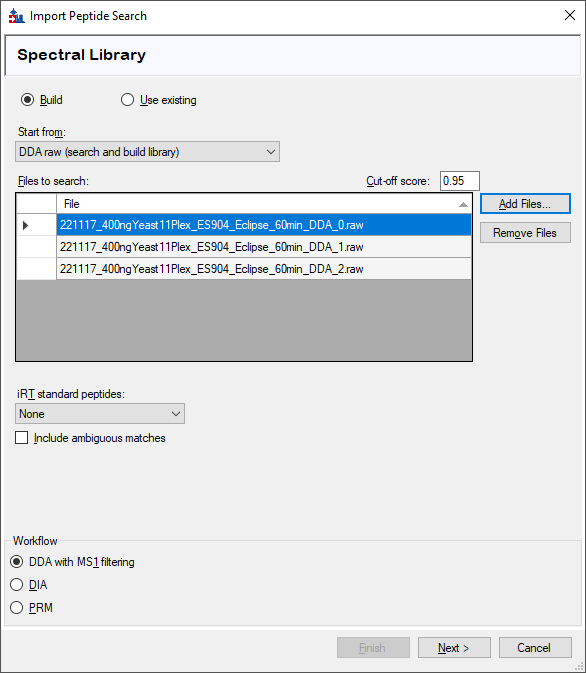 Import Peptide Search
Spectral Library
Build
Use existing
Start from:
DDA raw (search and build library)
Files to search:
Cut-off score:
0.95
File
Add Files...
221117_400ngYeast11Plex_ES904_Eclipse_60min_DDA_0.raw
Remove Files
221117_400ngYeast11Plex_ES904_Eclipse_60min_DDA_1.raw
221117_400ngYeast11Plex_ES904_Eclipse_60min_DDA_2.raw
iRT standard peptides:
None
Include ambiguous matches
Workflow
DDA with MS1 filtering
DIA
PRM
Finish
Next >
Cancel